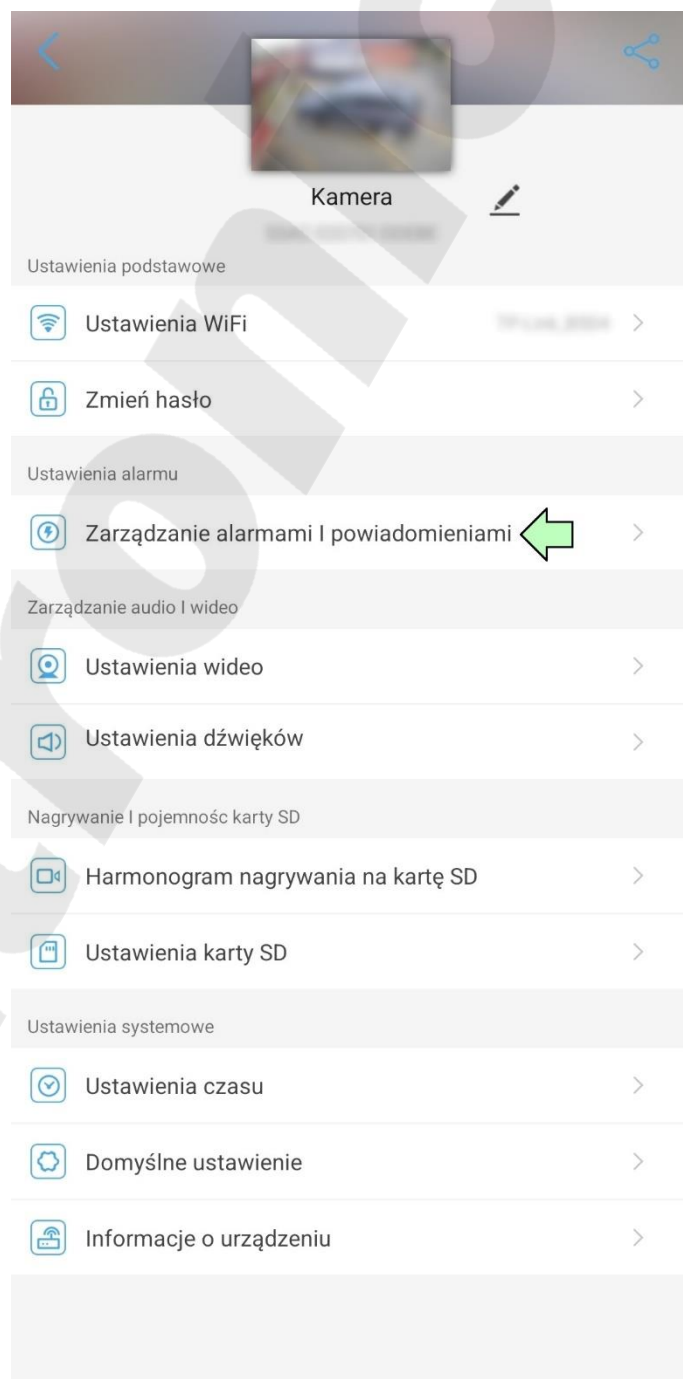 Kamera
Ustawienia podstawowe
Ustawienia WiFi
Zmień hasło
Ustawienia alarmu
Zarządzanie alarmami I powiadomieniami
Zarządzanie audio I wideo
Ustawienia wideo
Ustawienia dźwięków
Nagrywanie I pojemnośc karty SD
Harmonogram nagrywania na kartę SD
Ustawienia karty SD
Ustawienia systemowe
Ustawienia czasu
Domyślne ustawienie
Informacje o urządzeniu